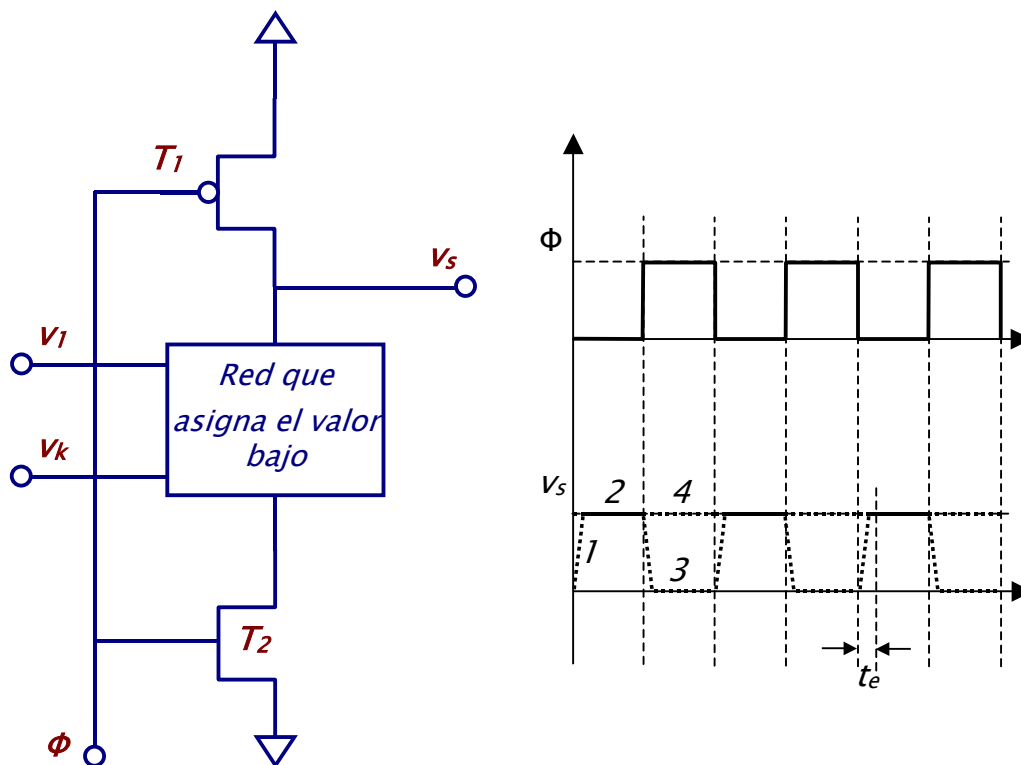 T1
vs
v1
Red que
asigna el valor
bajo
vk
T2
Φ
Φ
vs
2
4
1
3
te